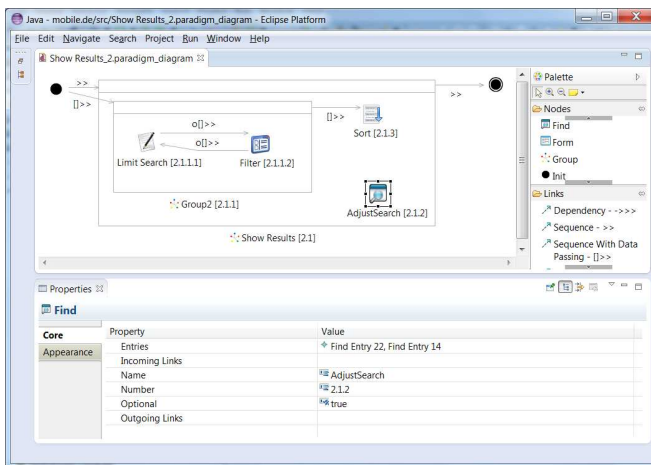 Java - mobile.de/src/Show Results_2.paradigm_diagram - Eclipse Platform
File Edit Navigate Search Project Run Window Help
Show Results_2.paradigm_diagram
>>
[]>>
o[]>>
o[]>>
Limit Search [2.1.1.1]
Filter [2.1.1.2]
Group2 [2.1.1]
[]>>
Sort [2.1.3]
AdjustSearch [2.1.2]
Show Results [2.1]
>>
Palette
Nodes
Find
Form
Group
Init
Links
Dependency - ->>>
Sequence - >>
Sequence With Data
Passing - []>>
Properties
Find
Core
Appearance
Property Value
Entries Find Entry 22, Find Entry 14
Incoming Links
Name AdjustSearch
Number 2.1.2
Optional true
Outgoing Links